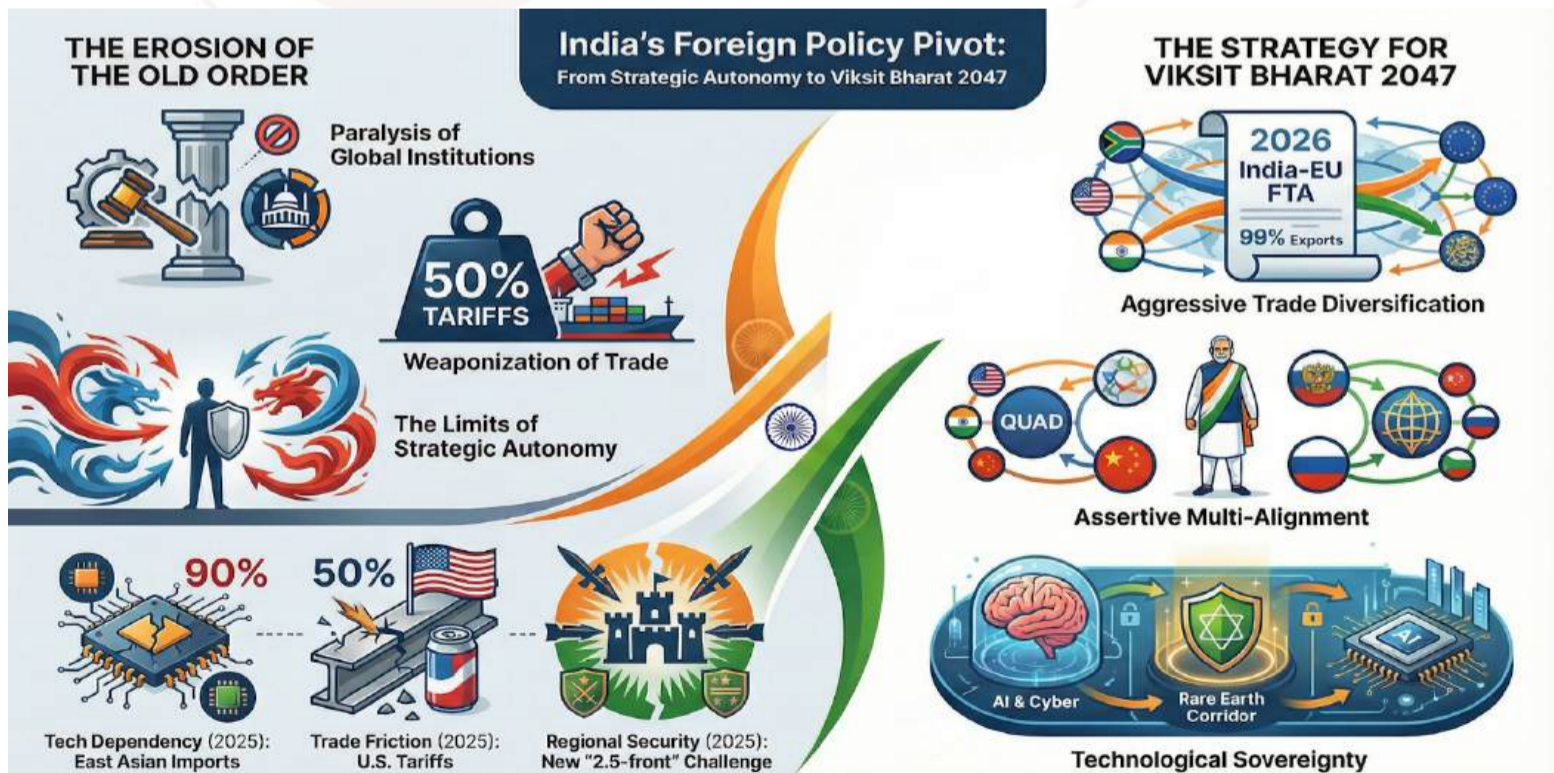 India's Foreign Policy Pivot:
From Strategic Autonomy to Viksit Bharat 2047
THE EROSION OF
THE OLD ORDER
Paralysis of
Global Institutions
50%
TARIFFS
Weaponization of Trade
The Limits of
Strategic Autonomy
90%
Tech Dependency (2025):
East Asian Imports
50%
Trade Friction (2025):
U.S. Tariffs
Regional Security (2025):
New "2.5-front" Challenge
THE STRATEGY FOR
VIKSIT BHARAT 2047
2026
India-EU
FTA
99% Exports
Aggressive Trade Diversification
QUAD
Assertive Multi-Alignment
AI & Cyber
Rare Earth
Corridor
AI
Technological Sovereignty